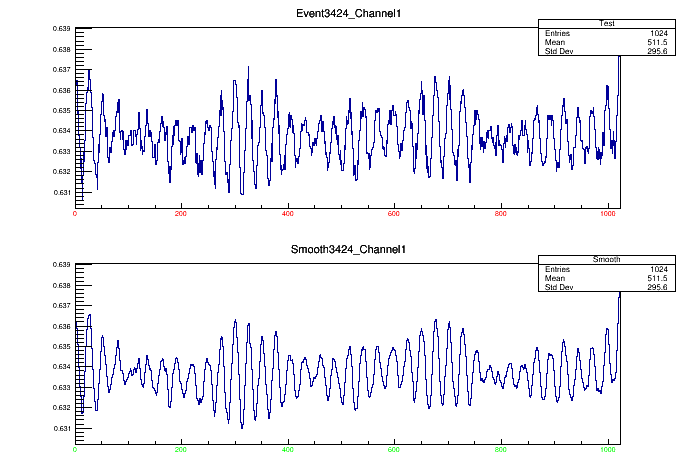 Event3424_Channel1
Test
Entries 1024
Mean 511.5
Std Dev 295.6
0.639
0.638
0.637
0.636
0.635
0.634
0.633
0.632
0.631
0 200 400 600 800 1000
Smooth3424_Channel1
Smooth
Entries 1024
Mean 511.5
Std Dev 295.6
0.639
0.638
0.637
0.636
0.635
0.634
0.633
0.632
0.631
0 200 400 600 800 1000